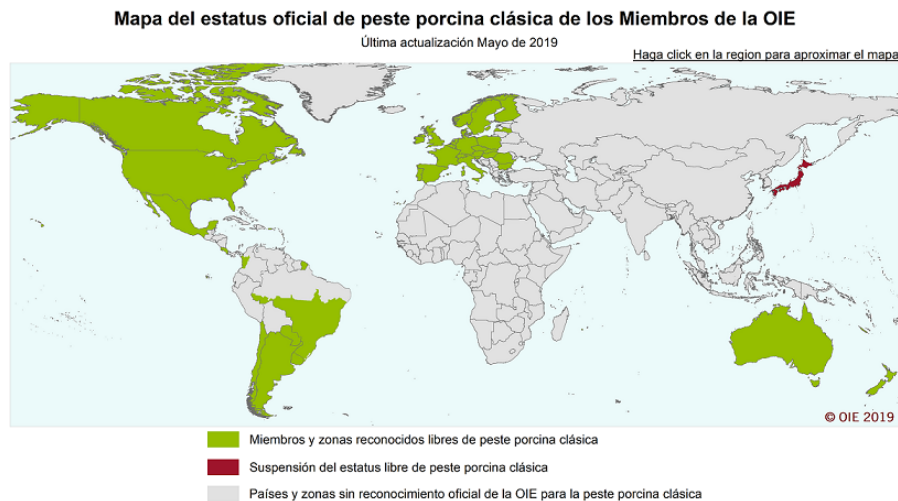 Mapa del estatus oficial de peste porcina clásica de los Miembros de la OIE
Última actualización Mayo de 2019
Haga click en la region para aproximar el mapa
© OIE 2019
Miembros y zonas reconocidos libres de peste porcina clásica
Suspensión del estatus libre de peste porcina clásica
Países y zonas sin reconocimiento oficial de la OIE para la peste porcina clásica